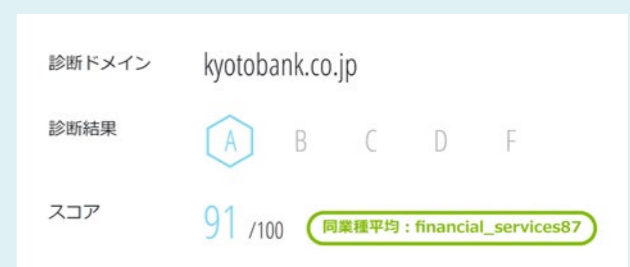 診断ドメイン kyotobank.co.jp
診断結果 A B C D F
スコア 91 /100 同業種平均：financial_services87